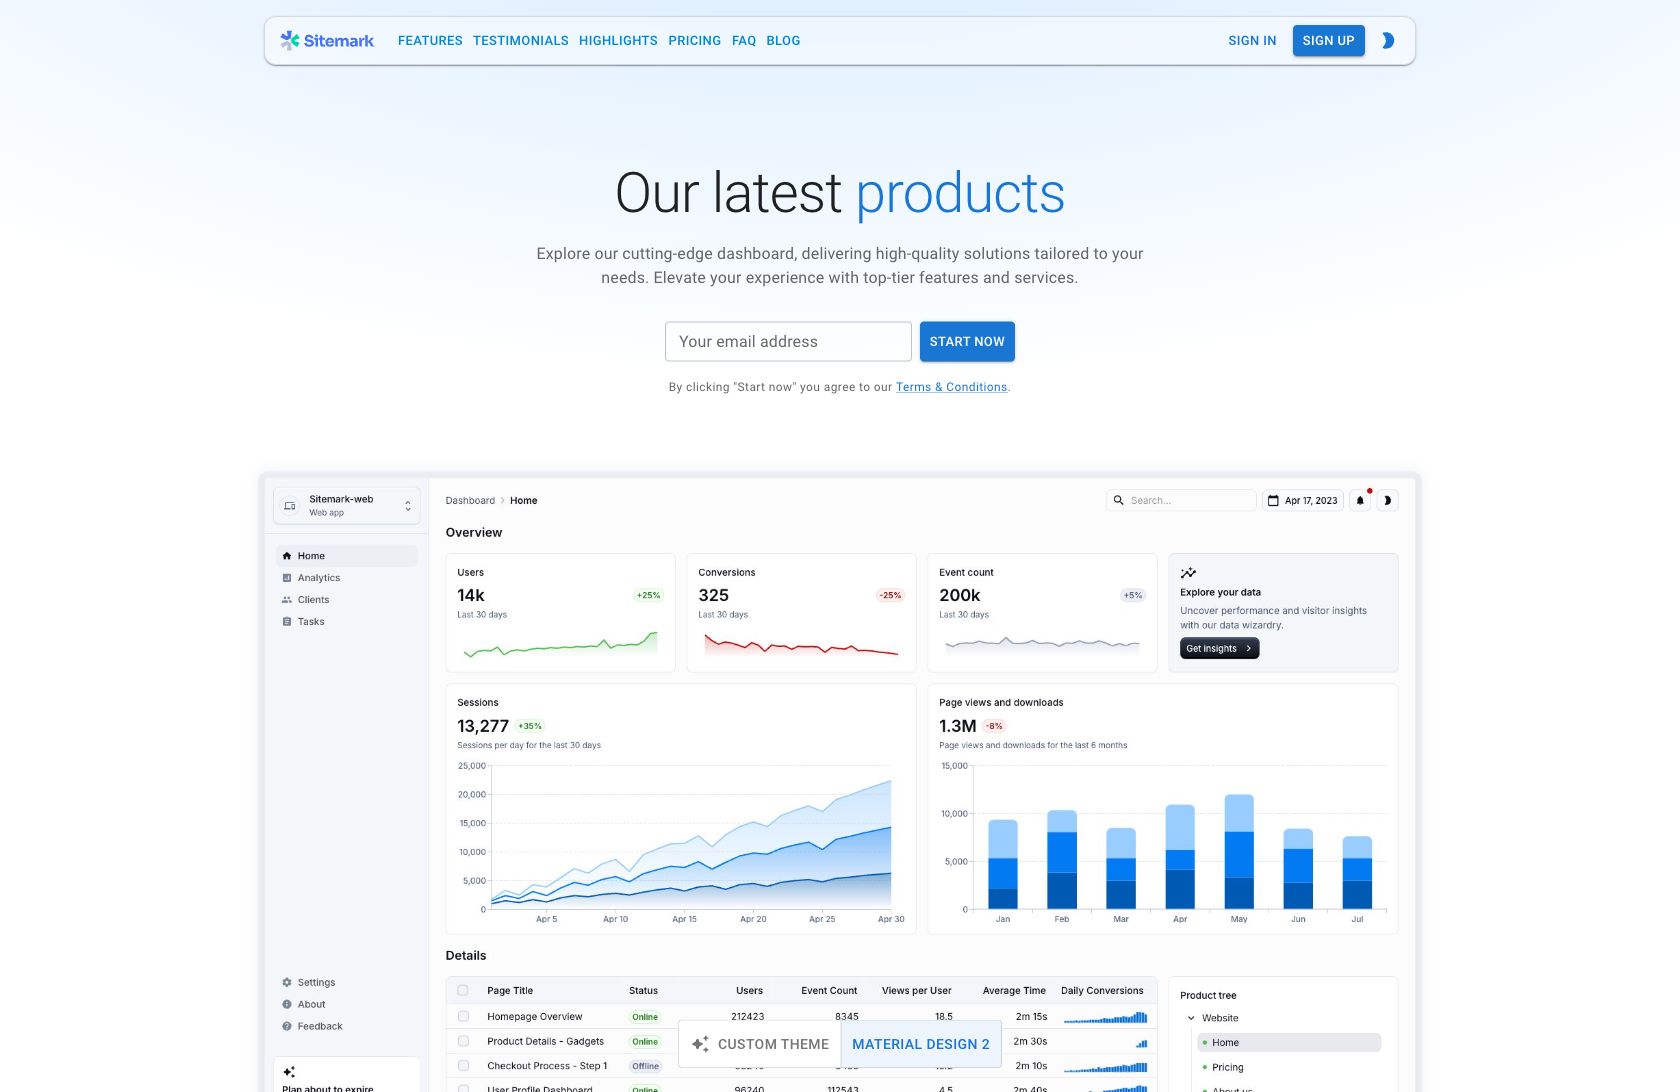 Sitemark
FEATURES TESTIMONIALS HIGHLIGHTS PRICING FAQ BLOG
SIGN IN SIGN UP
Our latest products
Explore our cutting-edge dashboard, delivering high-quality solutions tailored to your
needs. Elevate your experience with top-tier features and services.
Your email address START NOW
By clicking "Start now" you agree to our Terms & Conditions.
Sitemark-web
Web app
Home
Analytics
Clients
Tasks
Settings
About
Feedback
Plan about to expire
Dashboard Home
Search...
Apr 17, 2023
Overview
Users
14k +25%
Last 30 days
Conversions
325 -25%
Last 30 days
Event count
200k +5%
Last 30 days
Explore your data
Uncover performance and visitor insights
with our data wizardry.
Get insights
Sessions
13,277 +35%
Sessions per day for the last 30 days
25,000
20,000
15,000
10,000
5,000
0
Apr 5 Apr 10 Apr 15 Apr 20 Apr 25 Apr 30
Page views and downloads
1.3M -8%
Page views and downloads for the last 6 months
15,000
10,000
5,000
0
Jan Feb Mar Apr May Jun Jul
Details
Page Title Status Users Event Count Views per User Average Time Daily Conversions
Homepage Overview Online 212423 8345 18.5 2m 15s
Product Details - Gadgets Online 2m 30s
Checkout Process - Step 1 Offline 2m 10s
User Profile Dashboard Online 96240 112543 4.5 2m 40s
CUSTOM THEME MATERIAL DESIGN 2
Product tree
Website
Home
Pricing
About us